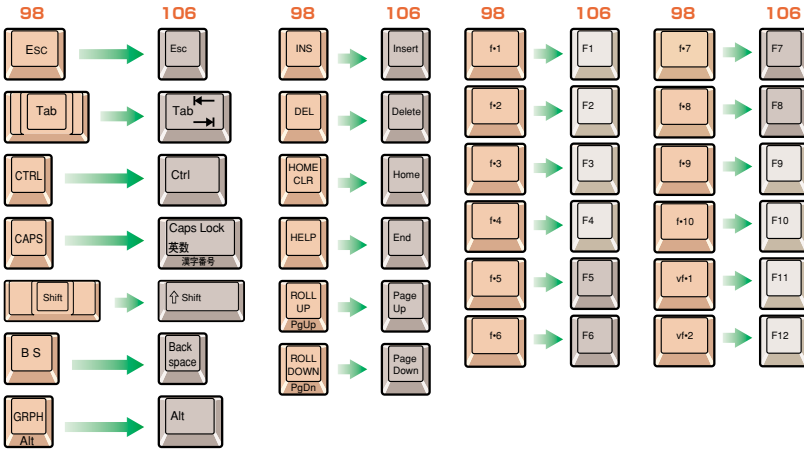 98 106 98 106 98 106 98 106
Esc Esc INS Insert f•1 F1 f•7 F7
Tab Tab DEL Delete f•2 F2 f•8 F8
CTRL Ctrl HOME CLR Home f•3 F3 f•9 F9
CAPS Caps Lock 英数 漢字番号 HELP End f•4 F4 f•10 F10
Shift ⇧ Shift ROLL UP PgUp Page Up f•5 F5 vf•1 F11
B S Back space ROLL DOWN PgDn Page Down f•6 F6 vf•2 F12
GRPH Alt Alt